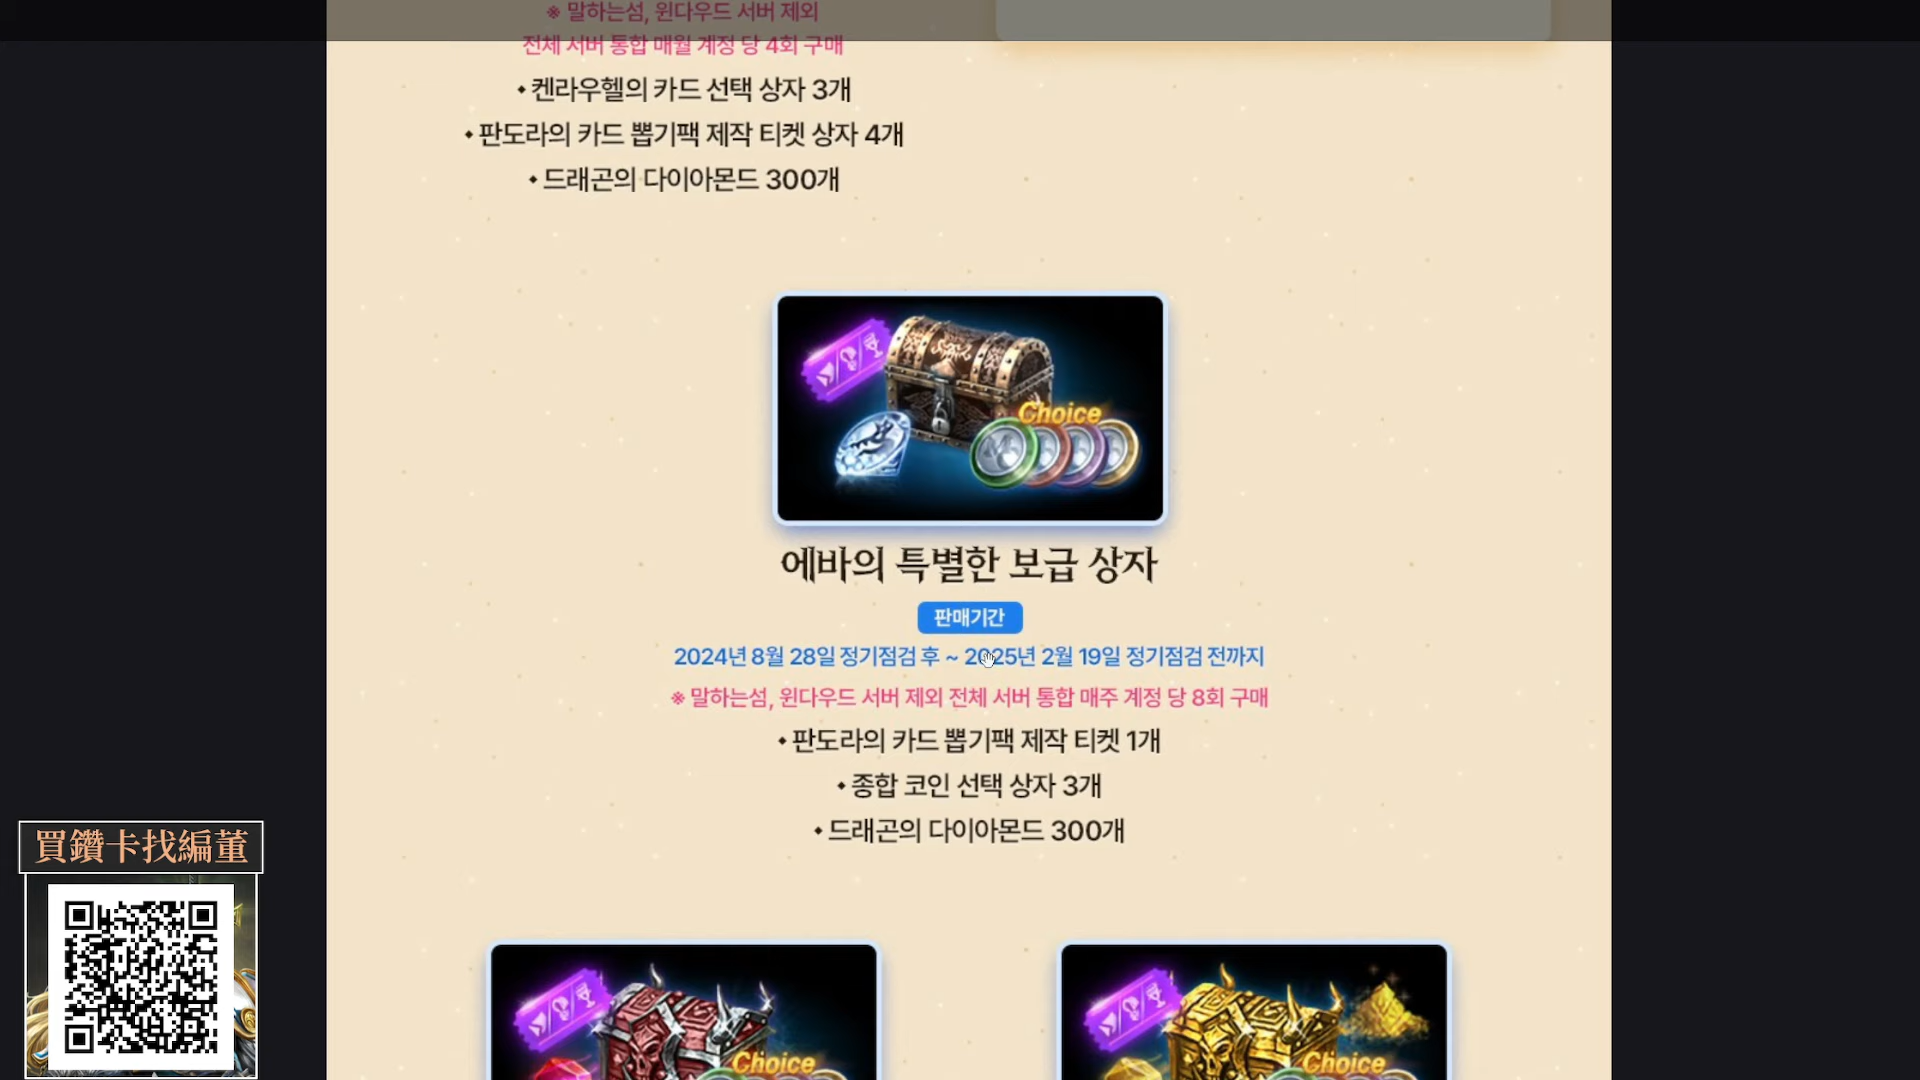 ※ 말하는섬, 윈다우드 서버 제외
전체 서버 통합 매월 계정 당 4회 구매
• 켄라우헬의 카드 선택 상자 3개
• 판도라의 카드 뽑기팩 제작 티켓 상자 4개
• 드래곤의 다이아몬드 300개
Choice
에바의 특별한 보급 상자
판매기간
2024년 8월 28일 정기점검 후 ~ 2025년 2월 19일 정기점검 전까지
※ 말하는섬, 윈다우드 서버 제외 전체 서버 통합 매주 계정 당 8회 구매
• 판도라의 카드 뽑기팩 제작 티켓 1개
• 종합 코인 선택 상자 3개
• 드래곤의 다이아몬드 300개
買鑽卡找編董
Choice
Choice